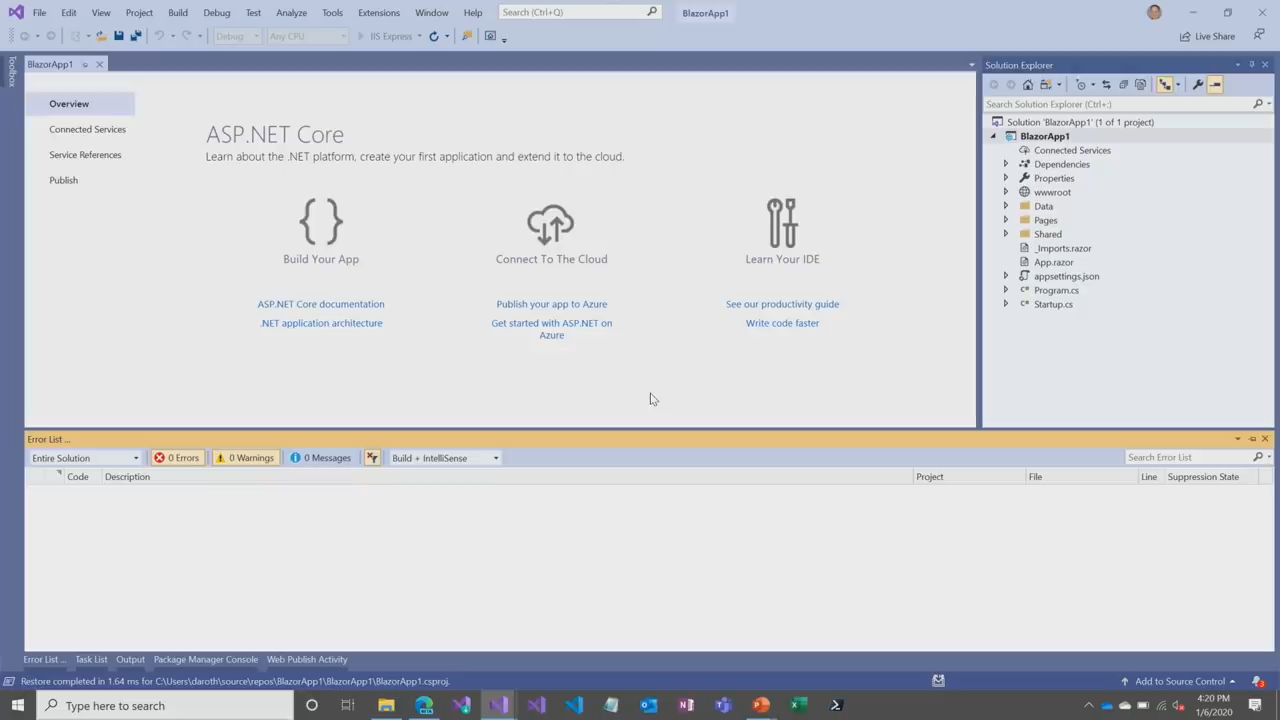 File Edit View Project Build Debug Test Analyze Tools Extensions Window Help Search (Ctrl+Q) BlazorApp1
Debug Any CPU IIS Express Live Share
Toolbox
BlazorApp1
Overview
Connected Services
Service References
Publish
ASP.NET Core
Learn about the .NET platform, create your first application and extend it to the cloud.
Build Your App
ASP.NET Core documentation
.NET application architecture
Connect To The Cloud
Publish your app to Azure
Get started with ASP.NET on
Azure
Learn Your IDE
See our productivity guide
Write code faster
Solution Explorer
Search Solution Explorer (Ctrl+;)
Solution 'BlazorApp1' (1 of 1 project)
BlazorApp1
Connected Services
Dependencies
Properties
wwwroot
Data
Pages
Shared
_Imports.razor
App.razor
appsettings.json
Program.cs
Startup.cs
Error List ...
Entire Solution 0 Errors 0 Warnings 0 Messages Build + IntelliSense Search Error List
Code Description Project File Line Suppression State
Error List ... Task List Output Package Manager Console Web Publish Activity
Restore completed in 1.64 ms for C:\Users\daroth\source\repos\BlazorApp1\BlazorApp1\BlazorApp1.csproj. Add to Source Control
Type here to search
4:20 PM
1/6/2020